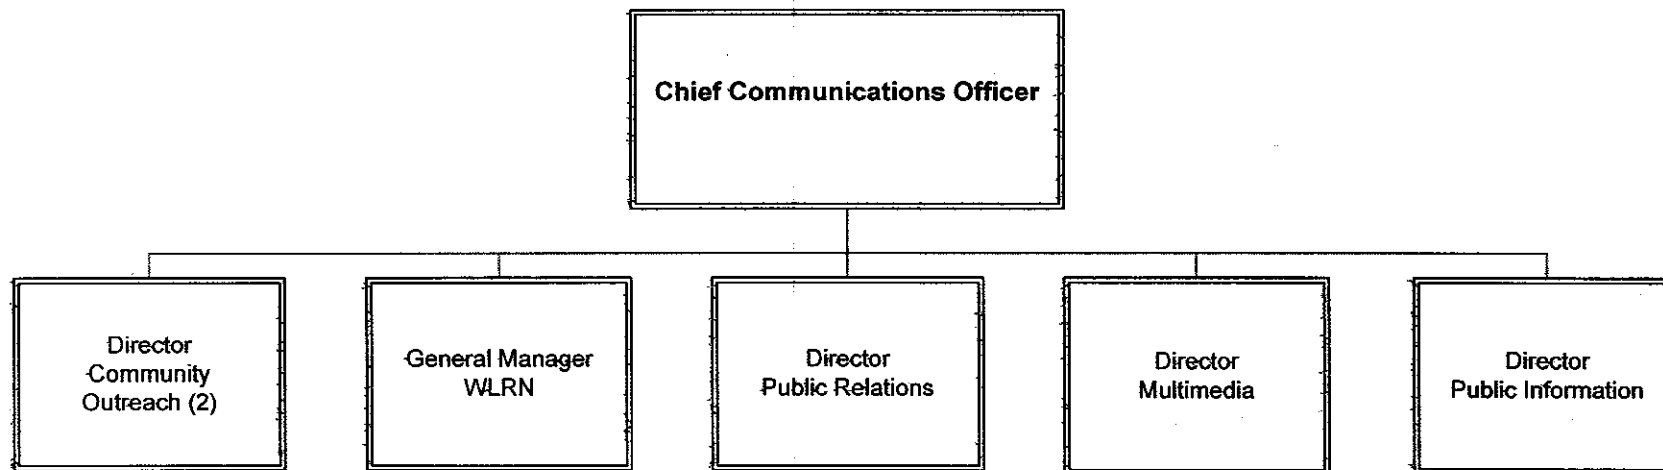 Chief Communications Officer
Director
Community
Outreach (2)
General Manager
WLRN
Director
Public Relations
Director
Multimedia
Director
Public Information